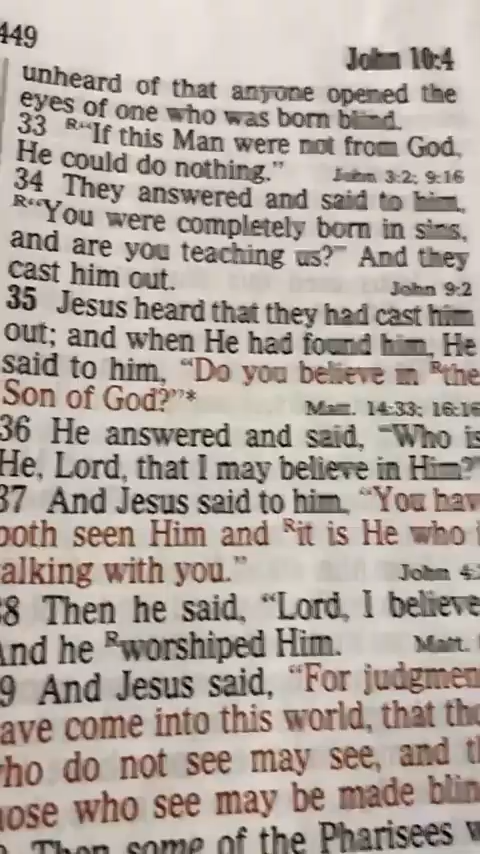 449
John 10:4
unheard of that anyone opened the
eyes of one who was born blind.
33 R"If this Man were not from God,
He could do nothing." John 3:2; 9:16
34 They answered and said to him,
R"You were completely born in sins,
and are you teaching us?" And they
cast him out. John 9:2
35 Jesus heard that they had cast him
out; and when He had found him, He
said to him, "Do you believe in Rthe
Son of God?"* Matt. 14:33; 16:16
36 He answered and said, "Who is
He, Lord, that I may believe in Him?"
37 And Jesus said to him, "You hav
both seen Him and Rit is He who i
alking with you." John 4:
38 Then he said, "Lord, I believe
And he Rworshiped Him. Matt.
9 And Jesus said, "For judgmen
ave come into this world, that tho
who do not see may see, and th
hose who see may be made blin
Then some of the Pharisees w